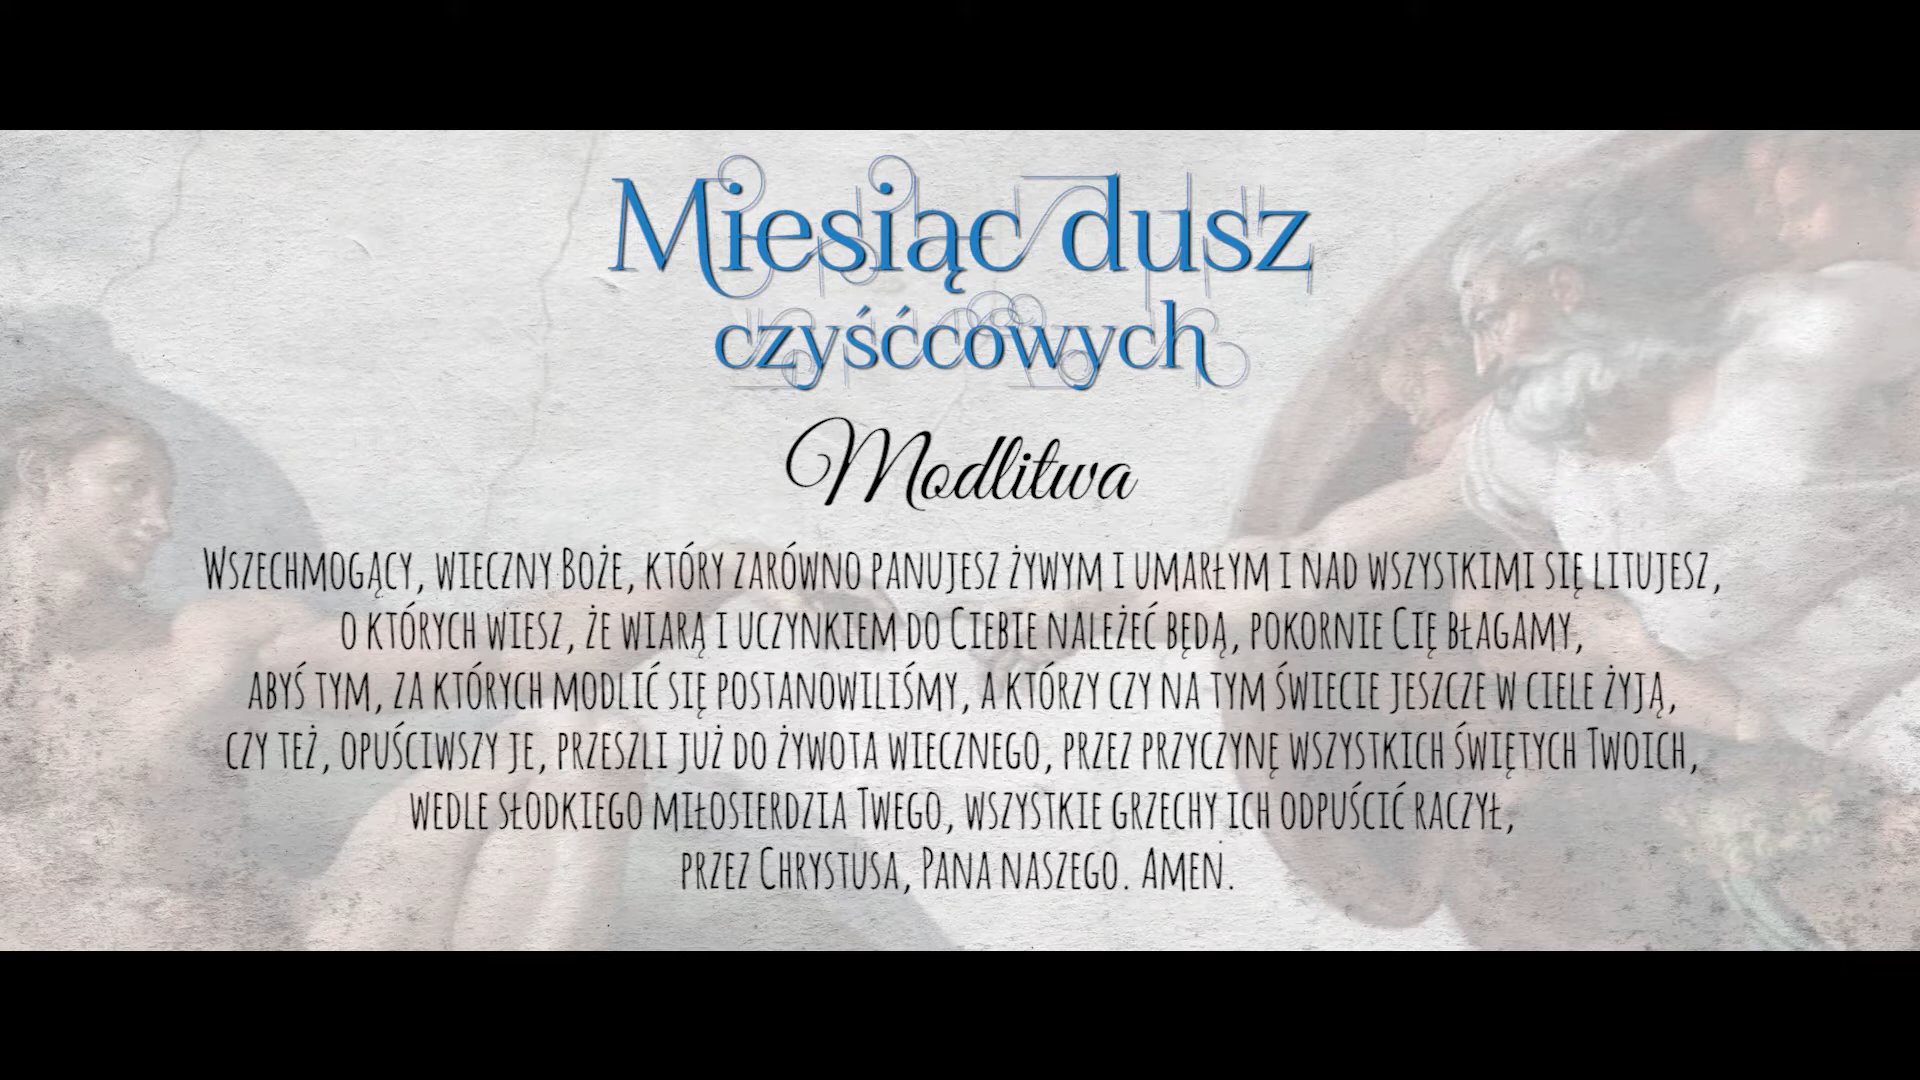 Miesiąc dusz
czyśćcowych
Modlitwa
Wszechmogący, wieczny Boże, który zarówno panujesz żywym i umarłym i nad wszystkimi się litujesz,
o których wiesz, że wiarą i uczynkiem do Ciebie należeć będą, pokornie Cię błagamy,
abyś tym, za których modlić się postanowiliśmy, a którzy czy na tym świecie jeszcze w ciele żyją,
czy też, opuściwszy je, przeszli już do żywota wiecznego, przez przyczynę wszystkich świętych Twoich,
wedle słodkiego miłosierdzia Twego, wszystkie grzechy ich odpuścić raczył,
przez Chrystusa, Pana naszego. Amen.